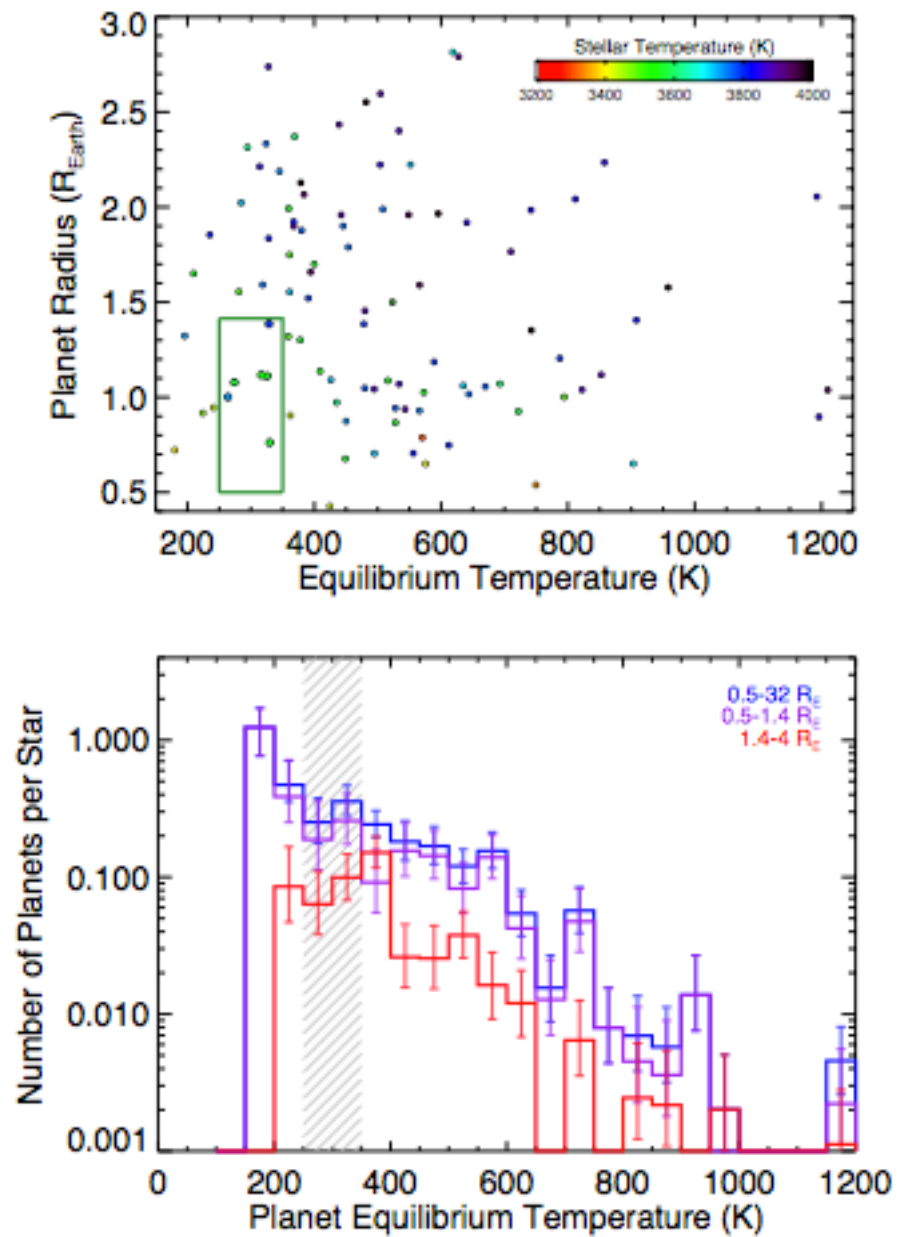 3.0
2.5
2.0
1.5
1.0
0.5
Planet Radius (R_Earth)
Stellar Temperature (K)
3200 3400 3600 3800 4000
200 400 600 800 1000 1200
Equilibrium Temperature (K)
1.000
0.100
0.010
0.001
Number of Planets per Star
0.5-32 R_E
0.5-1.4 R_E
1.4-4 R_E
0 200 400 600 800 1000 1200
Planet Equilibrium Temperature (K)